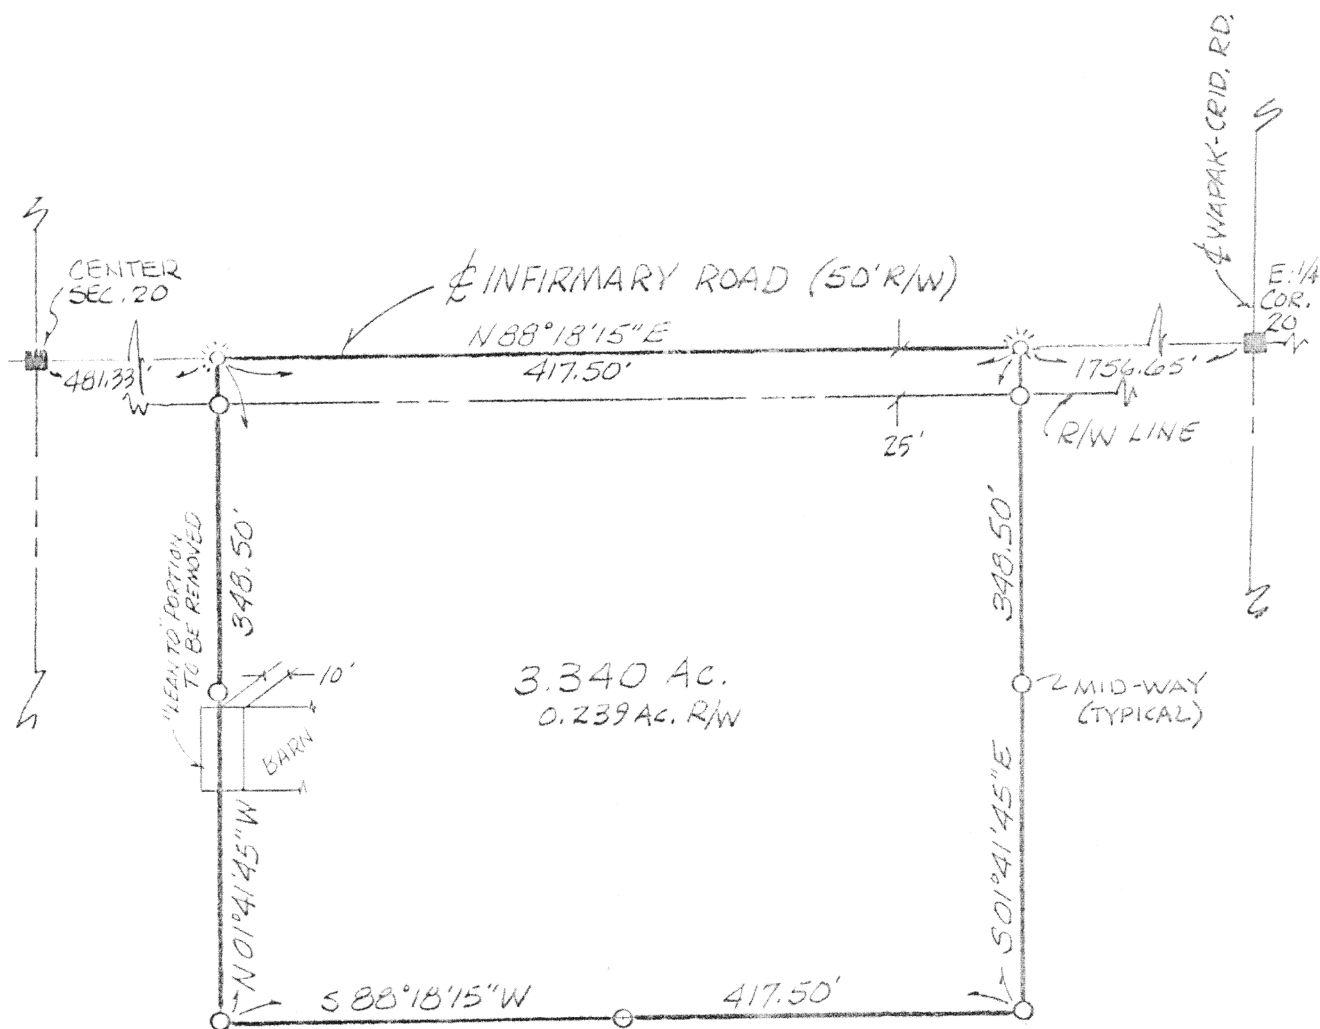 ℄ WAPAK-CRID. RD.
CENTER
SEC. 20
℄ INFIRMARY ROAD (50' R/W)
E. 1/4
COR.
20
N 88°18'15" E
481.33'
417.50'
1756.65'
25'
R/W LINE
348.50'
348.50'
"LEAN TO" PORTION
TO BE REMOVED
10'
3.340 Ac.
0.239 Ac. R/W
MID-WAY
(TYPICAL)
BARN
N 01°41'45" W
S 01°41'45" E
S 88°18'15" W
417.50'